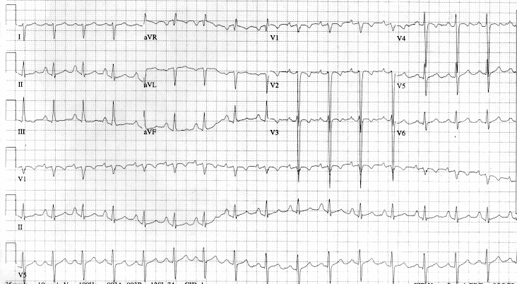 I aVR V1 V4
II aVL V2 V5
III aVF V3 V6
V1
II
V5